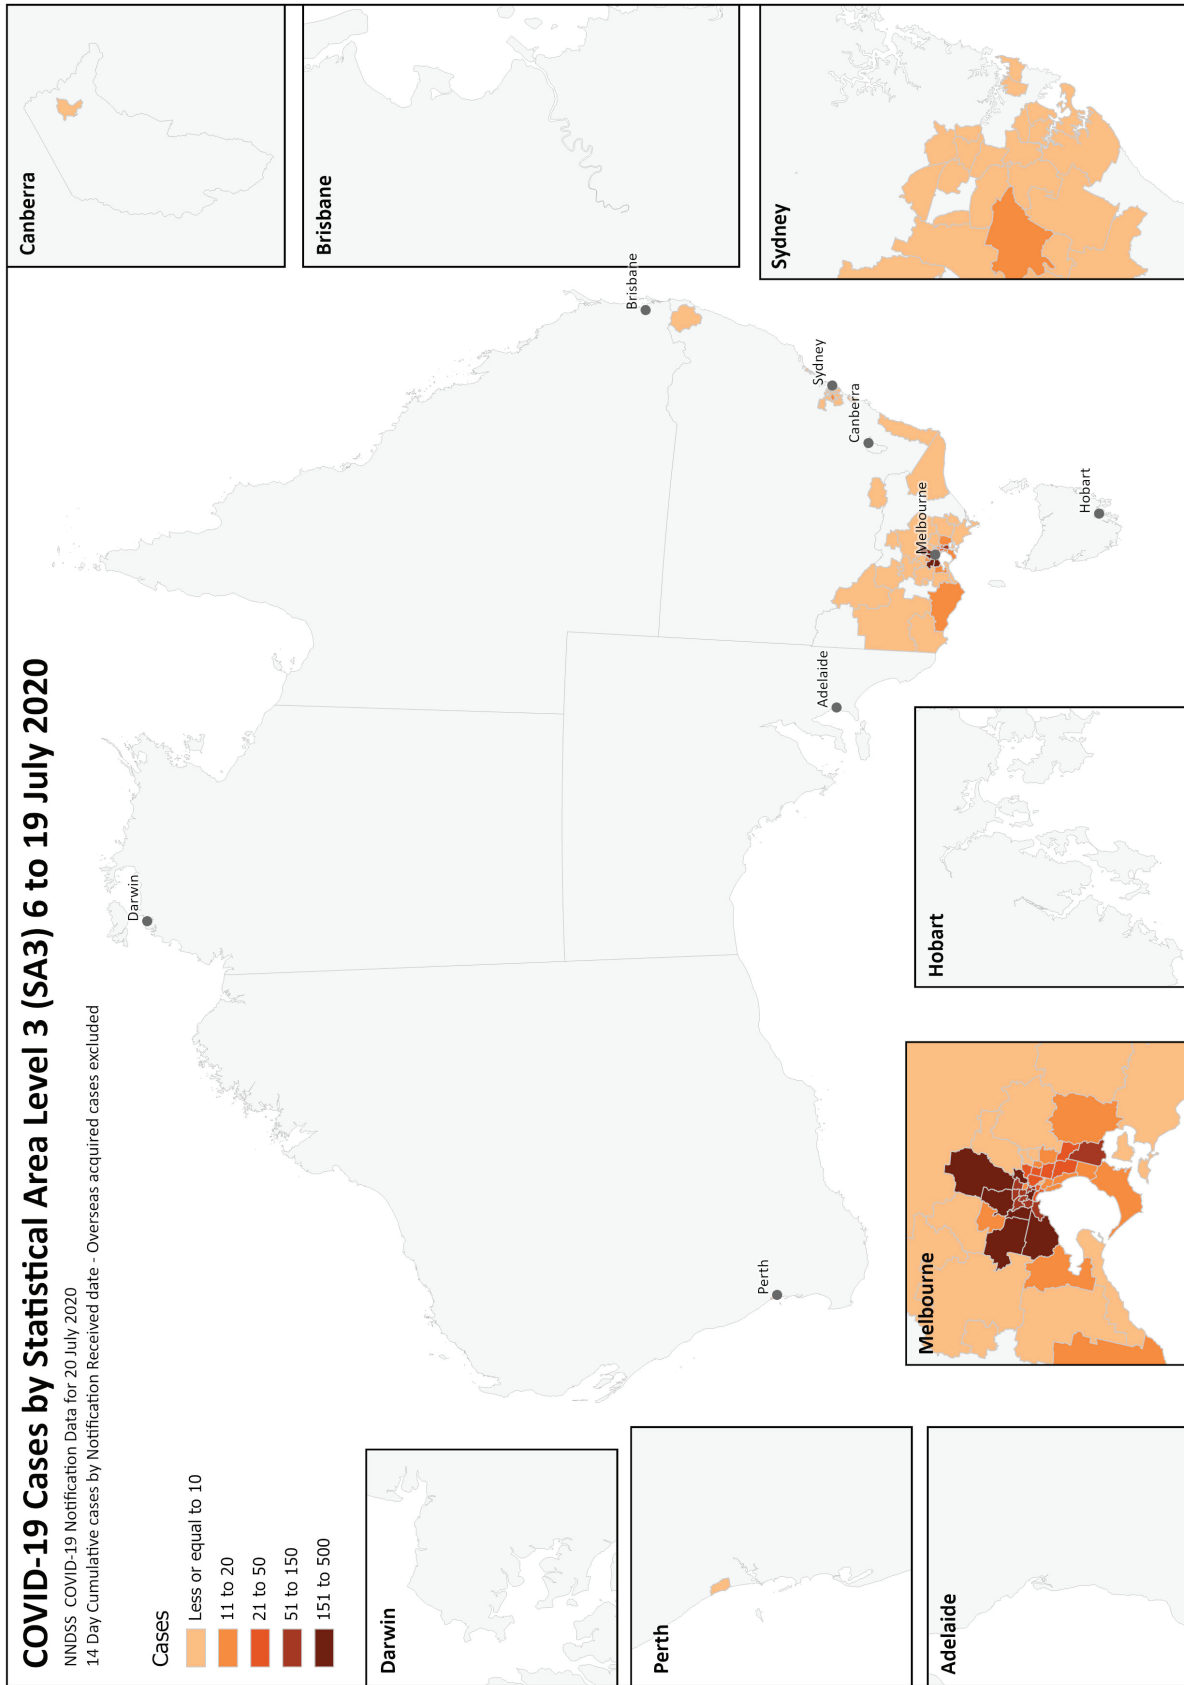 COVID-19 Cases by Statistical Area Level 3 (SA3) 6 to 19 July 2020
NNDSS COVID-19 Notification Data for 20 July 2020
14 Day Cumulative cases by Notification Received date - Overseas acquired cases excluded
Cases
Less or equal to 10
11 to 20
21 to 50
51 to 150
151 to 500
Darwin
Perth
Adelaide
Melbourne
Hobart
Canberra
Brisbane
Sydney
Darwin
Perth
Adelaide
Melbourne
Hobart
Canberra
Sydney
Brisbane